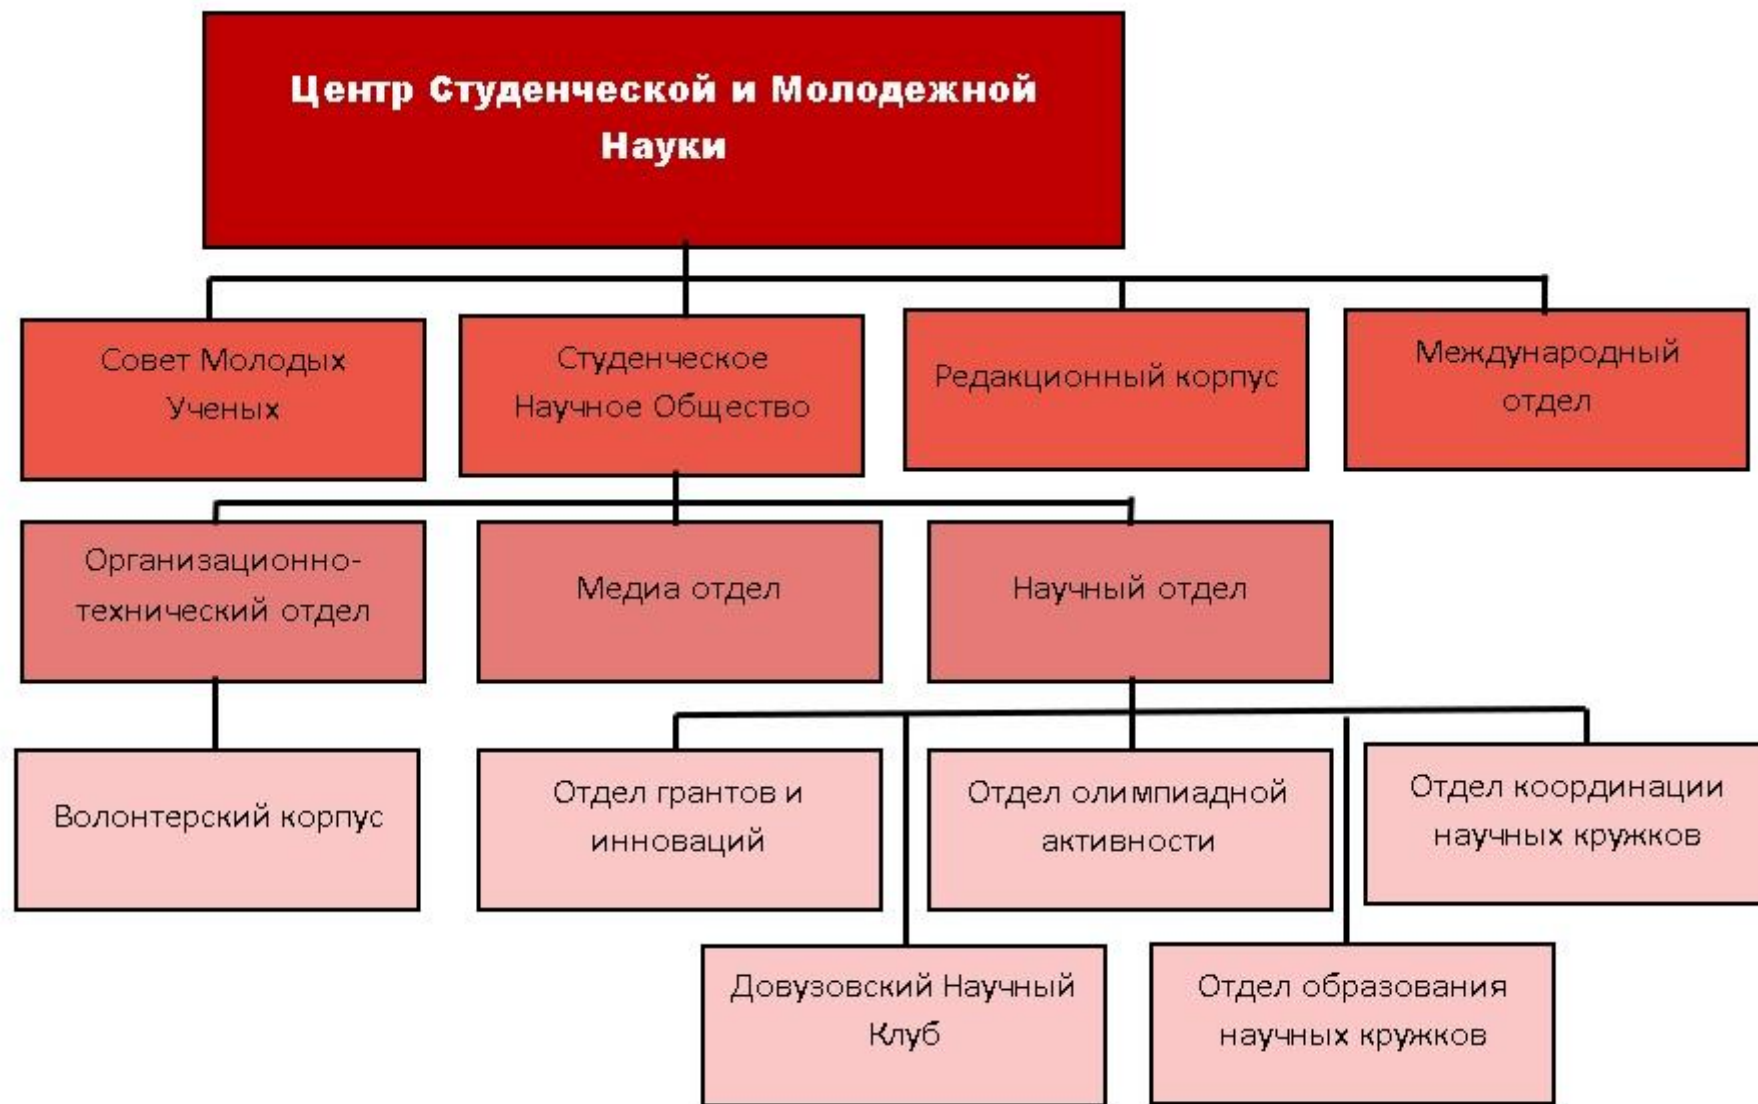 Центр Студенческой и Молодежной
Науки
Совет Молодых
Ученых
Студенческое
Научное Общество
Редакционный корпус
Международный
отдел
Организационно-
технический отдел
Медиа отдел
Научный отдел
Волонтерский корпус
Отдел грантов и
инноваций
Отдел олимпиадной
активности
Отдел координации
научных кружков
Довузовский Научный
Клуб
Отдел образования
научных кружков